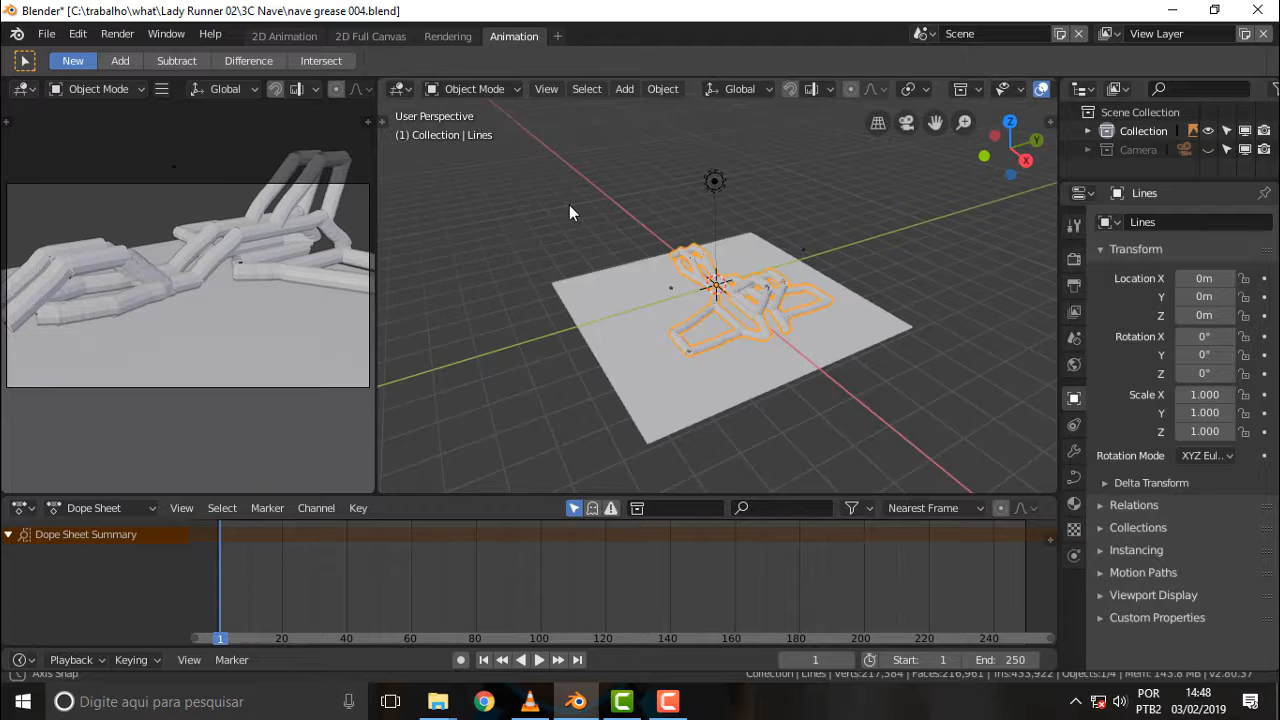 Blender* [C:\trabalho\what\Lady Runner 02\3C Nave\nave grease 004.blend]
File Edit Render Window Help 2D Animation 2D Full Canvas Rendering Animation + Scene View Layer
New Add Subtract Difference Intersect
Object Mode Global Object Mode View Select Add Object Global
User Perspective
(1) Collection | Lines
Z
Y
X
Scene Collection
Collection
Camera
Lines
Lines
Transform
Location X 0m
Y 0m
Z 0m
Rotation X 0°
Y 0°
Z 0°
Scale X 1.000
Y 1.000
Z 1.000
Rotation Mode XYZ Eul..
Delta Transform
Relations
Collections
Instancing
Motion Paths
Viewport Display
Custom Properties
Dope Sheet View Select Marker Channel Key Nearest Frame
Dope Sheet Summary
1 20 40 60 80 100 120 140 160 180 200 220 240
Playback Keying View Marker 1 Start: 1 End: 250
Axis Snap Collection | Lines | Verts:217,384 | Faces:216,961 | Tris:433,922 | Objects:1/4 | Mem: 143.8 MB | v2.80.37
Digite aqui para pesquisar
POR
PTB2
14:48
03/02/2019